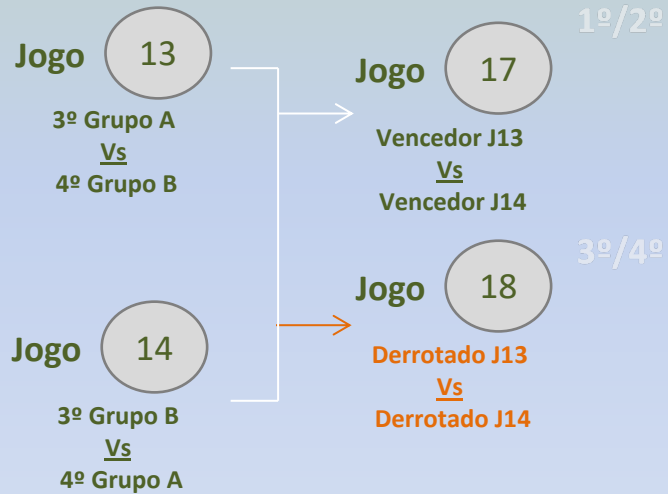 Jogo 13
3º Grupo A
Vs
4º Grupo B
1º/2º
Jogo 17
Vencedor J13
Vs
Vencedor J14
Jogo 14
3º Grupo B
Vs
4º Grupo A
3º/4º
Jogo 18
Derrotado J13
Vs
Derrotado J14